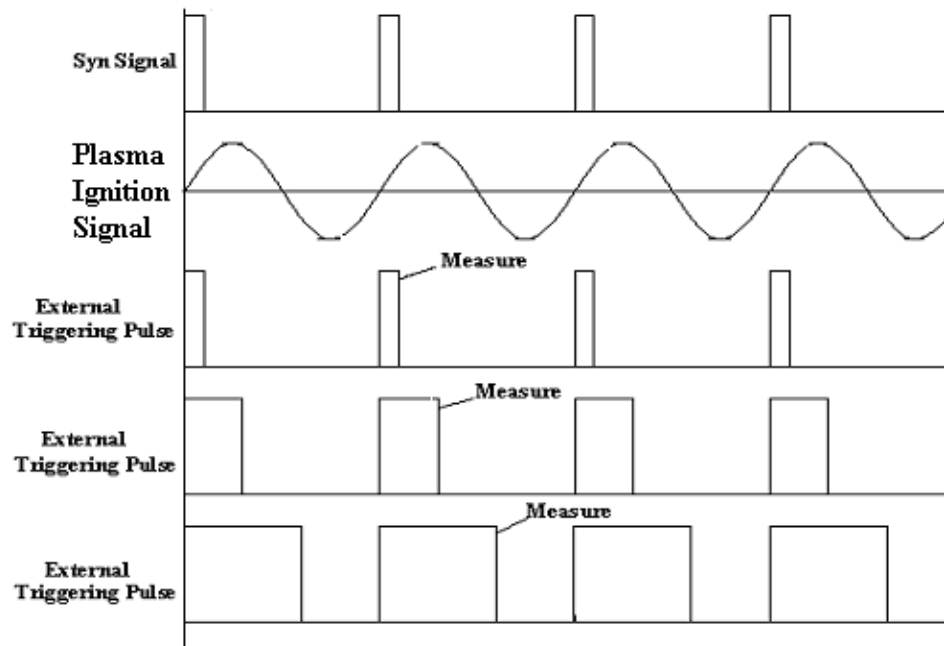 Syn Signal
Plasma
Ignition
Signal
Measure
External
Triggering Pulse
Measure
External
Triggering Pulse
Measure
External
Triggering Pulse